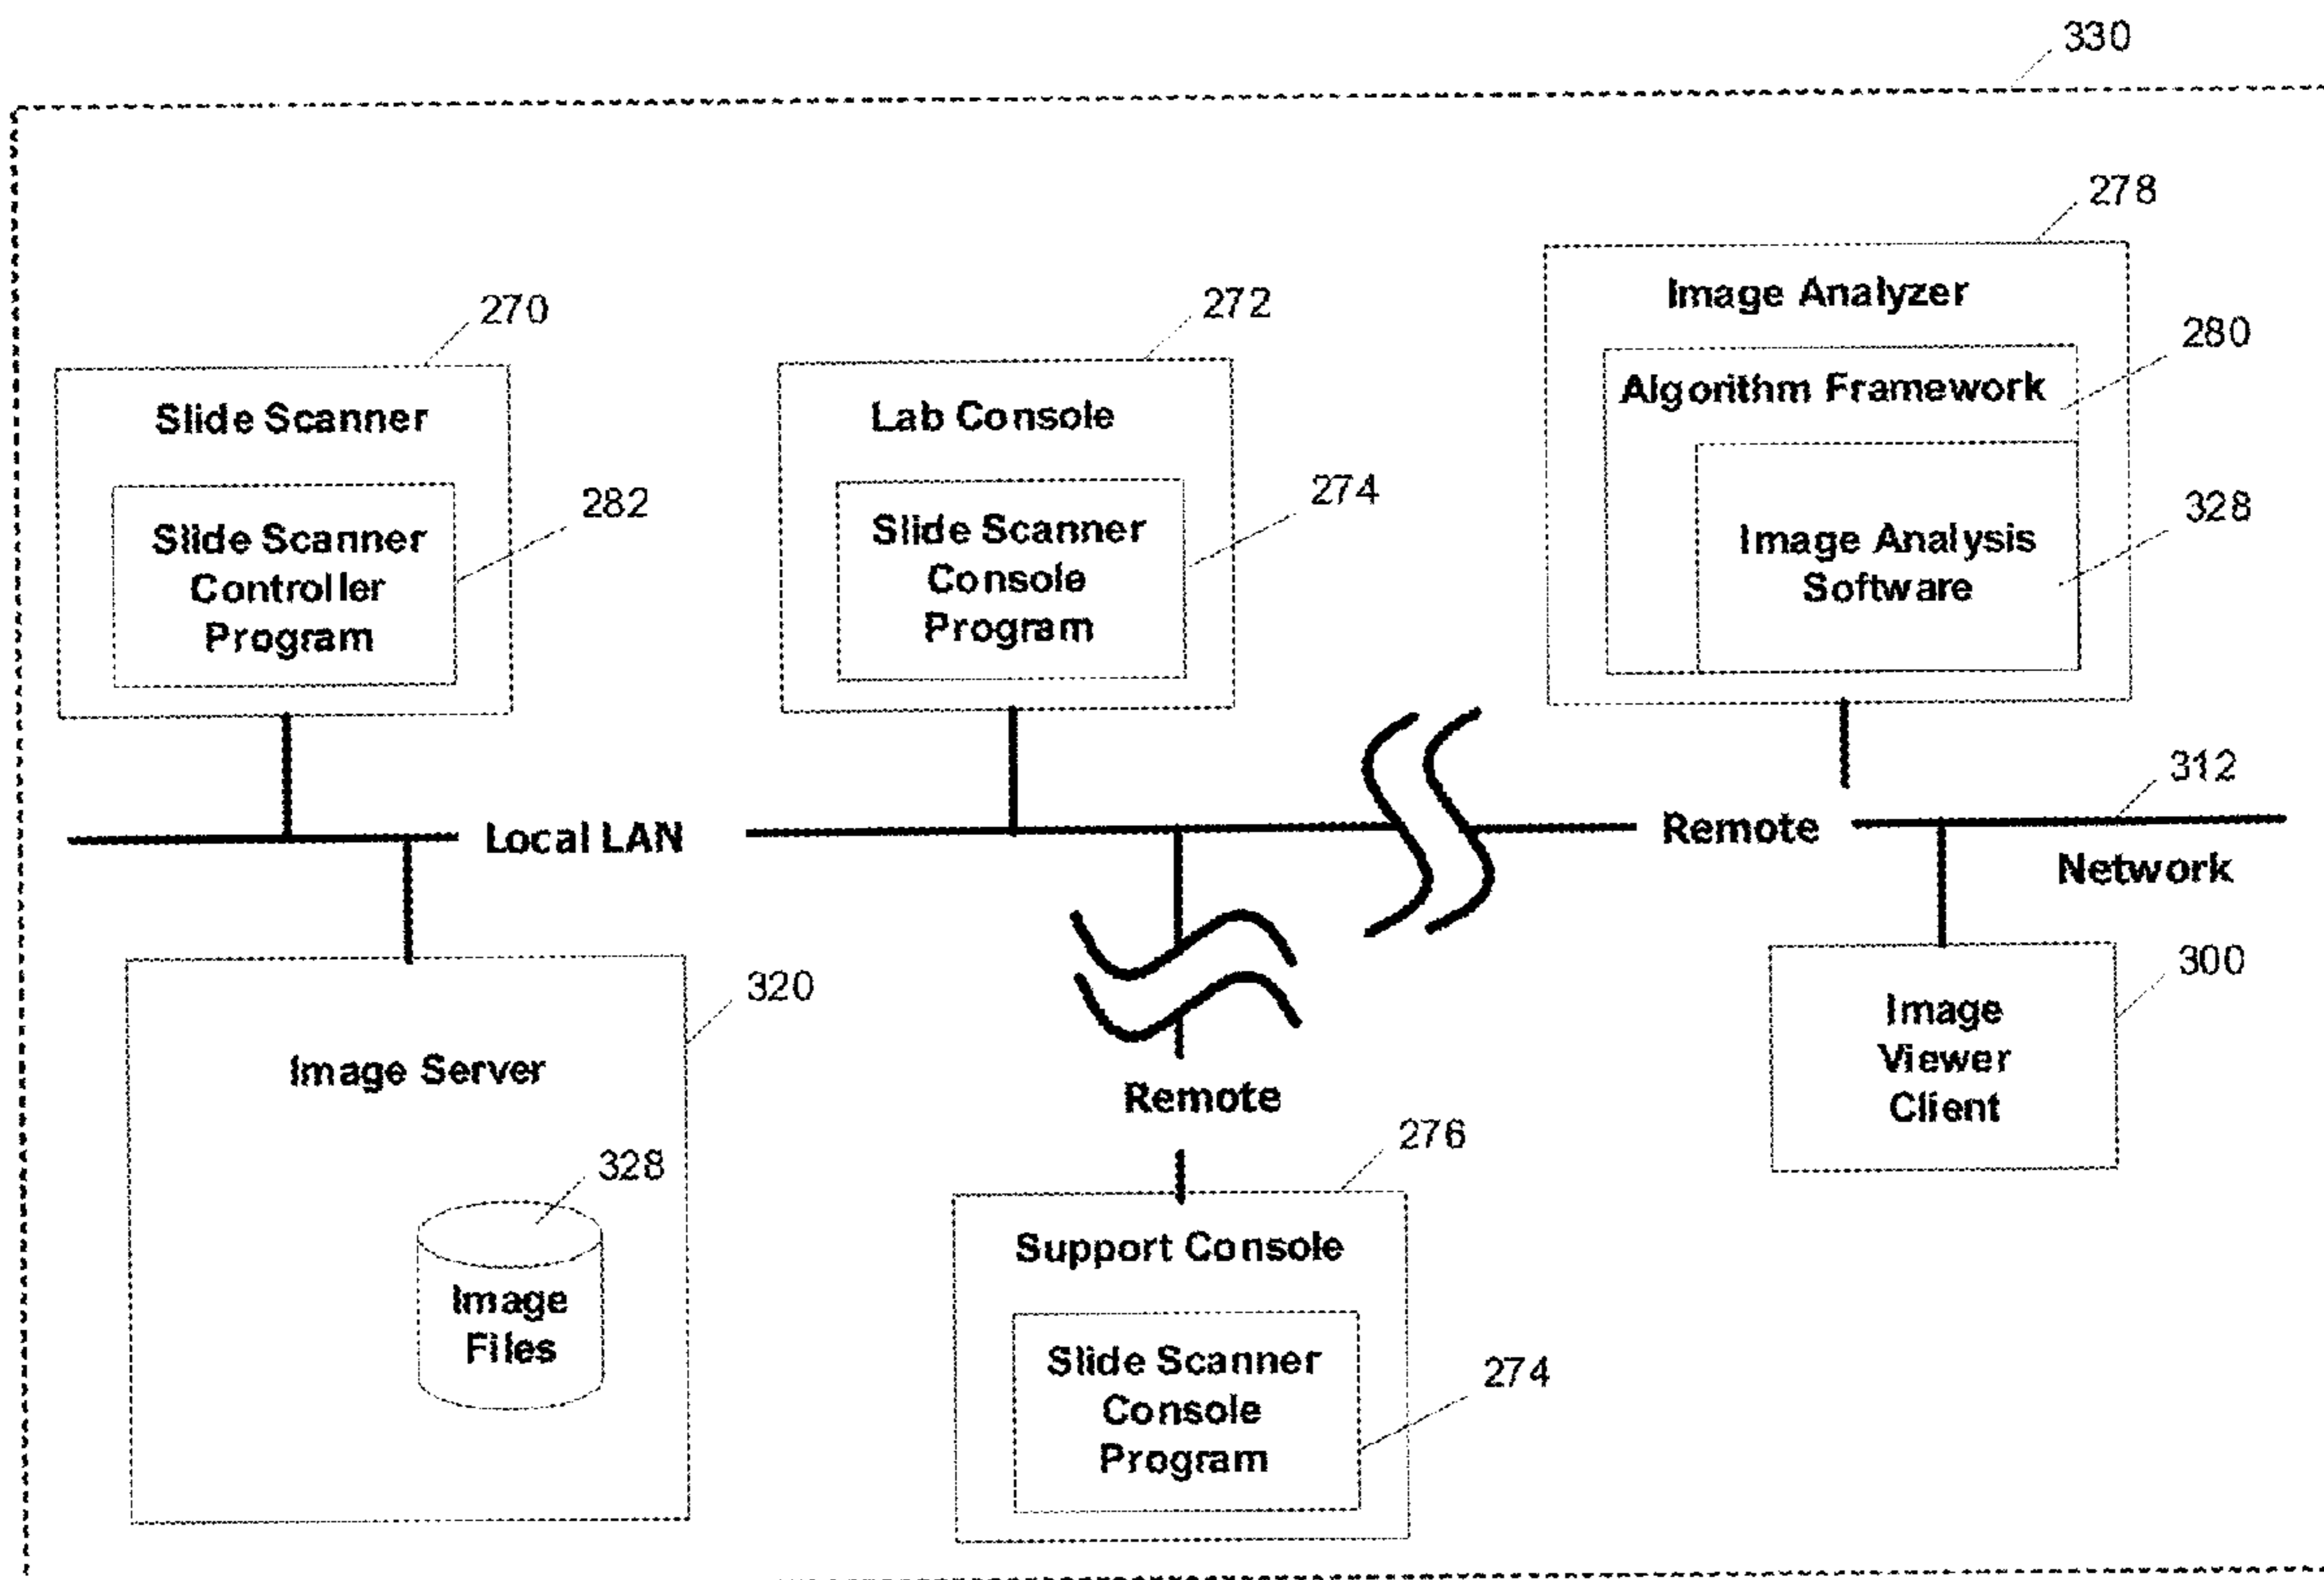 330
278
Image Analyzer
280
Algorithm Framework
328
Image Analysis
Software
270
Slide Scanner
282
Slide Scanner
Controller
Program
272
Lab Console
274
Slide Scanner
Console
Program
Local LAN
Remote
312
Network
320
Image Server
328
Image
Files
Remote
276
Support Console
274
Slide Scanner
Console
Program
300
Image
Viewer
Client